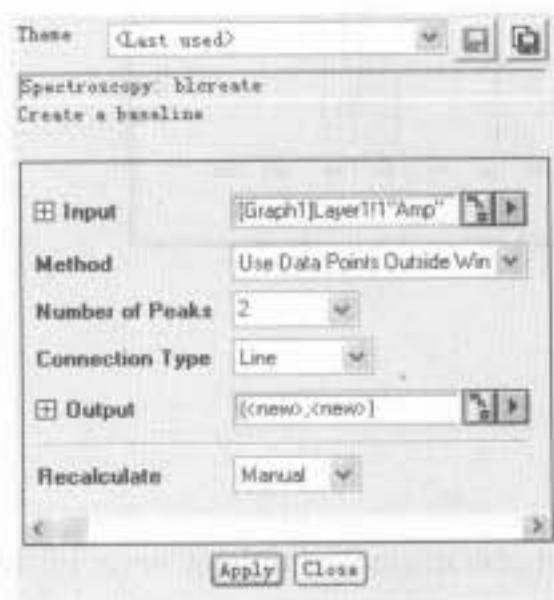 Theme <Last used>
Spectroscopy: blcreate
Create a baseline
Input [Graph1]Layer1!1"Amp"
Method Use Data Points Outside Win
Number of Peaks 2
Connection Type Line
Output (<new>,<new>)
Recalculate Manual
Apply Close